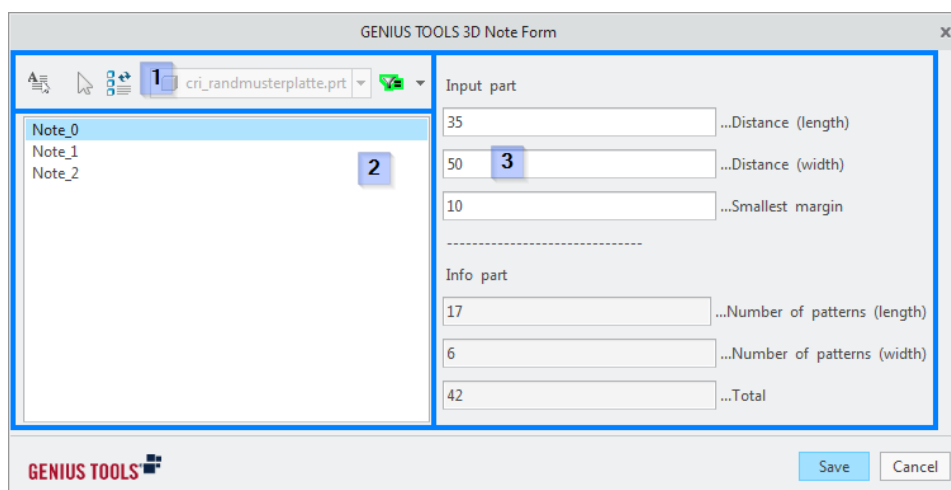 GENIUS TOOLS 3D Note Form
x
1
cri_randmusterplatte.prt
Note_0
Note_1
Note_2
2
Input part
35 ...Distance (length)
50 ...Distance (width)
3
10 ...Smallest margin
-------------------------------
Info part
17 ...Number of patterns (length)
6 ...Number of patterns (width)
42 ...Total
GENIUS TOOLS
Save Cancel